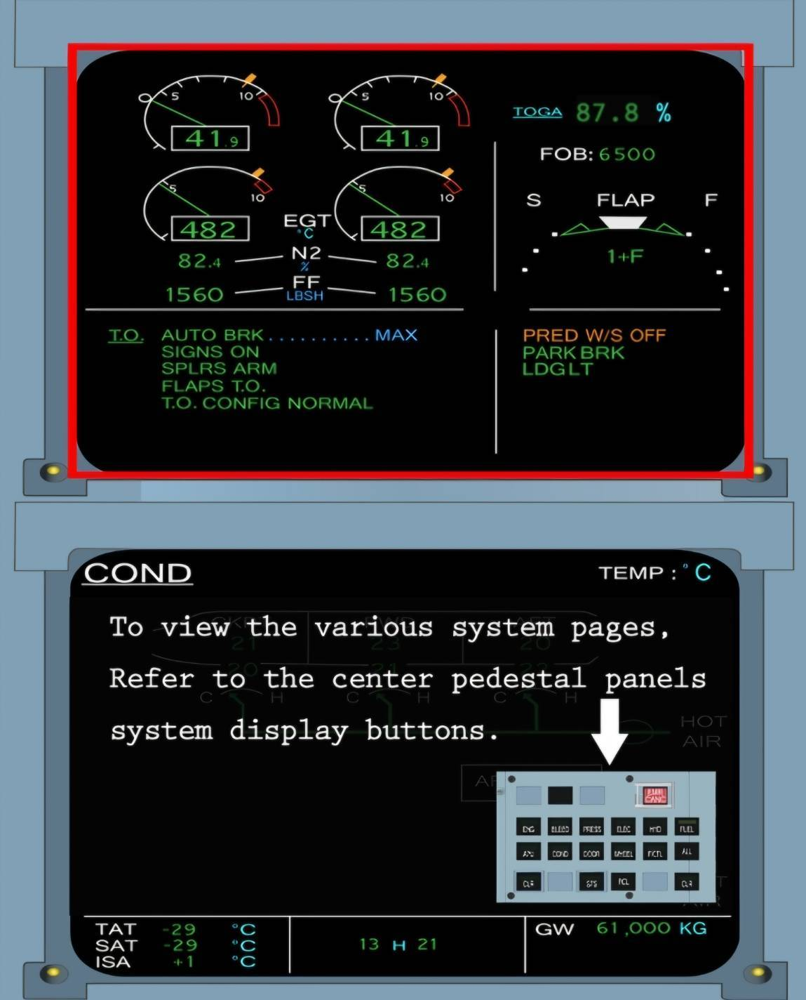 5 10 5 10
41.9 41.9
TOGA 87.8 %
FOB: 6500
5 10 5 10
482 482
EGT
°C
82.4 N2 82.4
%
1560 FF 1560
LBSH
S FLAP F
1+F
T.O. AUTO BRK.......... MAX
SIGNS ON
SPLRS ARM
FLAPS T.O.
T.O. CONFIG NORMAL
PRED W/S OFF
PARK BRK
LDG LT
COND TEMP : °C
To view the various system pages,
Refer to the center pedestal panels
system display buttons.
21 23 20
C H C H C H
HOT
AIR
BLEED PRESS ELEC FUEL
COND DOOR WHEEL ALL
CLR STS RCL CLR
TAT -29 °C
SAT -29 °C
ISA +1 °C
13 H 21
GW 61,000 KG